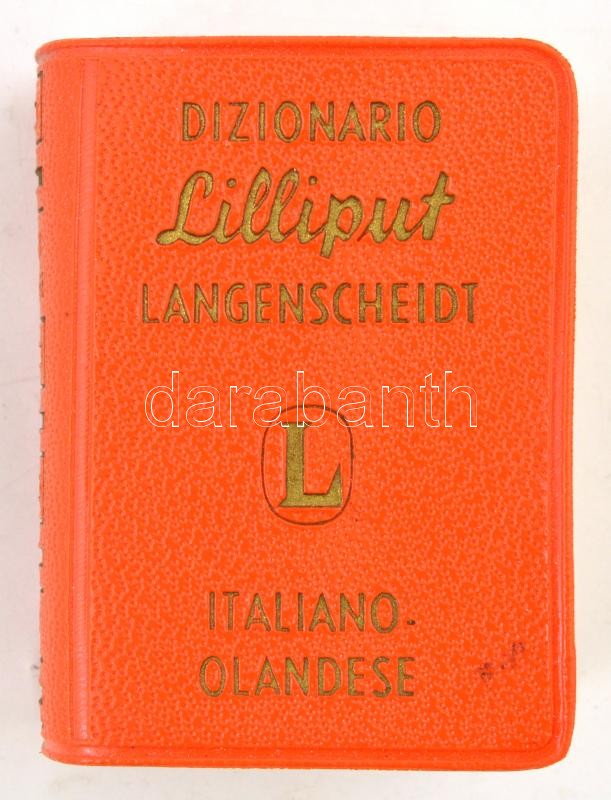 DIZIONARIO
Lilliput
LANGENSCHEIDT
darabanth
L
ITALIANO-
OLANDESE